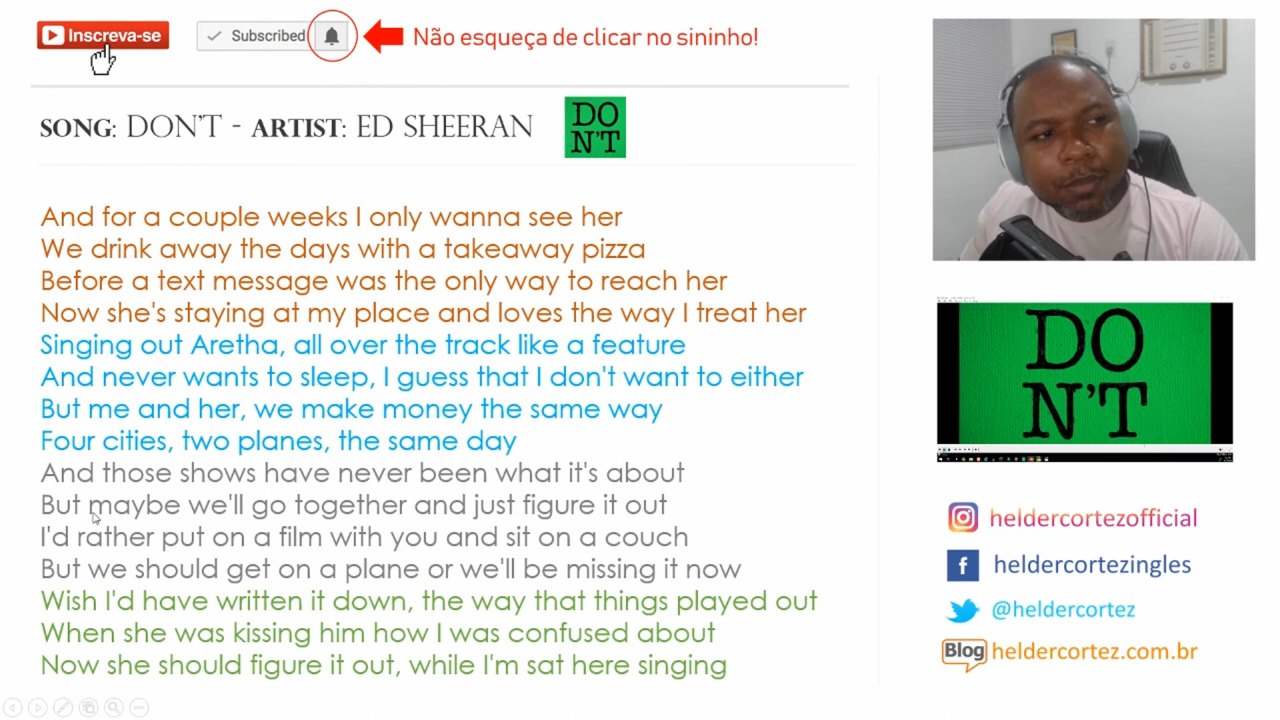 Inscreva-se
Subscribed
Não esqueça de clicar no sininho!
SONG: DON'T - ARTIST: ED SHEERAN
DO
N'T
And for a couple weeks I only wanna see her
We drink away the days with a takeaway pizza
Before a text message was the only way to reach her
Now she's staying at my place and loves the way I treat her
Singing out Aretha, all over the track like a feature
And never wants to sleep, I guess that I don't want to either
But me and her, we make money the same way
Four cities, two planes, the same day
And those shows have never been what it's about
But maybe we'll go together and just figure it out
I'd rather put on a film with you and sit on a couch
But we should get on a plane or we'll be missing it now
Wish I'd have written it down, the way that things played out
When she was kissing him how I was confused about
Now she should figure it out, while I'm sat here singing
DO
N'T
heldercortezofficial
f heldercortezingles
@heldercortez
Blog heldercortez.com.br